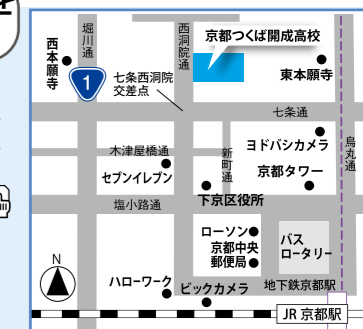 京都つくば開成高校
堀川通
西洞院通
西本願寺
1
七条西洞院
交差点
東本願寺
七条通
烏丸通
ヨドバシカメラ
木津屋橋通
新町通
セブンイレブン
京都タワー
下京区役所
塩小路通
ローソン
京都中央
郵便局
バス
ロータリー
N
ハローワーク
ビックカメラ
地下鉄京都駅
JR 京都駅